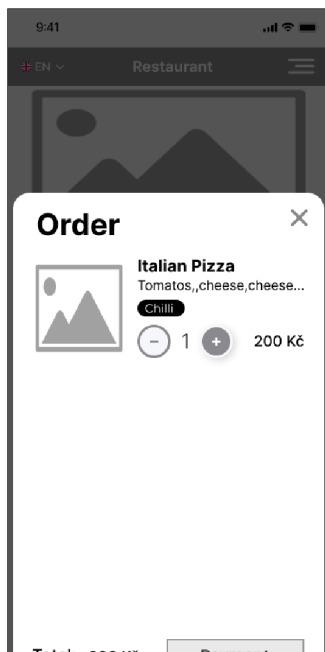 9:41
EN
Restaurant
Order
Italian Pizza
Tomatos,,cheese,cheese...
Chilli
− 1 +
200 Kč